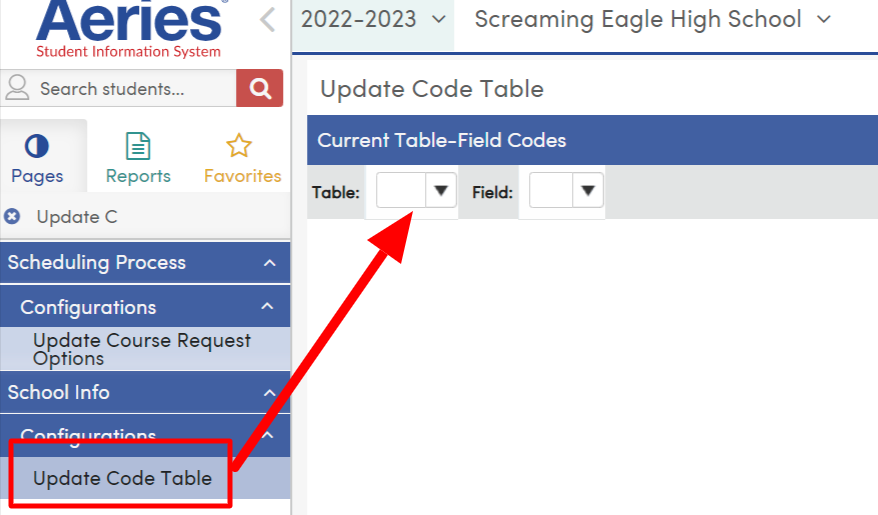 Aeries
Student Information System
2022-2023
Screaming Eagle High School
Search students...
Update Code Table
Current Table-Field Codes
Pages
Reports
Favorites
Table:
Field:
Update C
Scheduling Process
Configurations
Update Course Request
Options
School Info
Configurations
Update Code Table